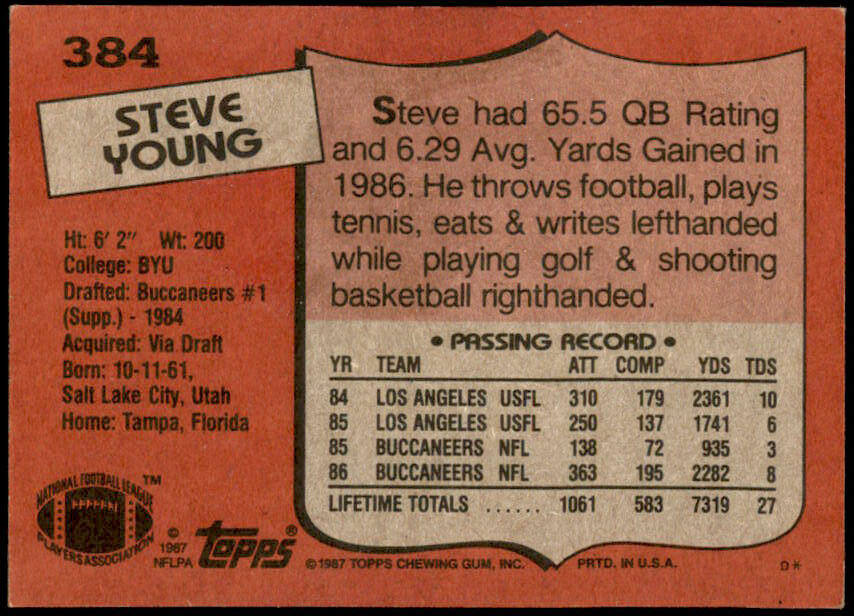 384
STEVE
YOUNG
Ht: 6' 2" Wt: 200
College: BYU
Drafted: Buccaneers #1
(Supp.) - 1984
Acquired: Via Draft
Born: 10-11-61,
Salt Lake City, Utah
Home: Tampa, Florida
Steve had 65.5 QB Rating
and 6.29 Avg. Yards Gained in
1986. He throws football, plays
tennis, eats & writes lefthanded
while playing golf & shooting
basketball righthanded.
• PASSING RECORD •
YR TEAM ATT COMP YDS TDS
84 LOS ANGELES USFL 310 179 2361 10
85 LOS ANGELES USFL 250 137 1741 6
85 BUCCANEERS NFL 138 72 935 3
86 BUCCANEERS NFL 363 195 2282 8
LIFETIME TOTALS ...... 1061 583 7319 27
NATIONAL FOOTBALL LEAGUE ™
PLAYERS ASSOCIATION
© 1987
NFLPA
topps®
© 1987 TOPPS CHEWING GUM, INC. PRTD. IN U.S.A. D*